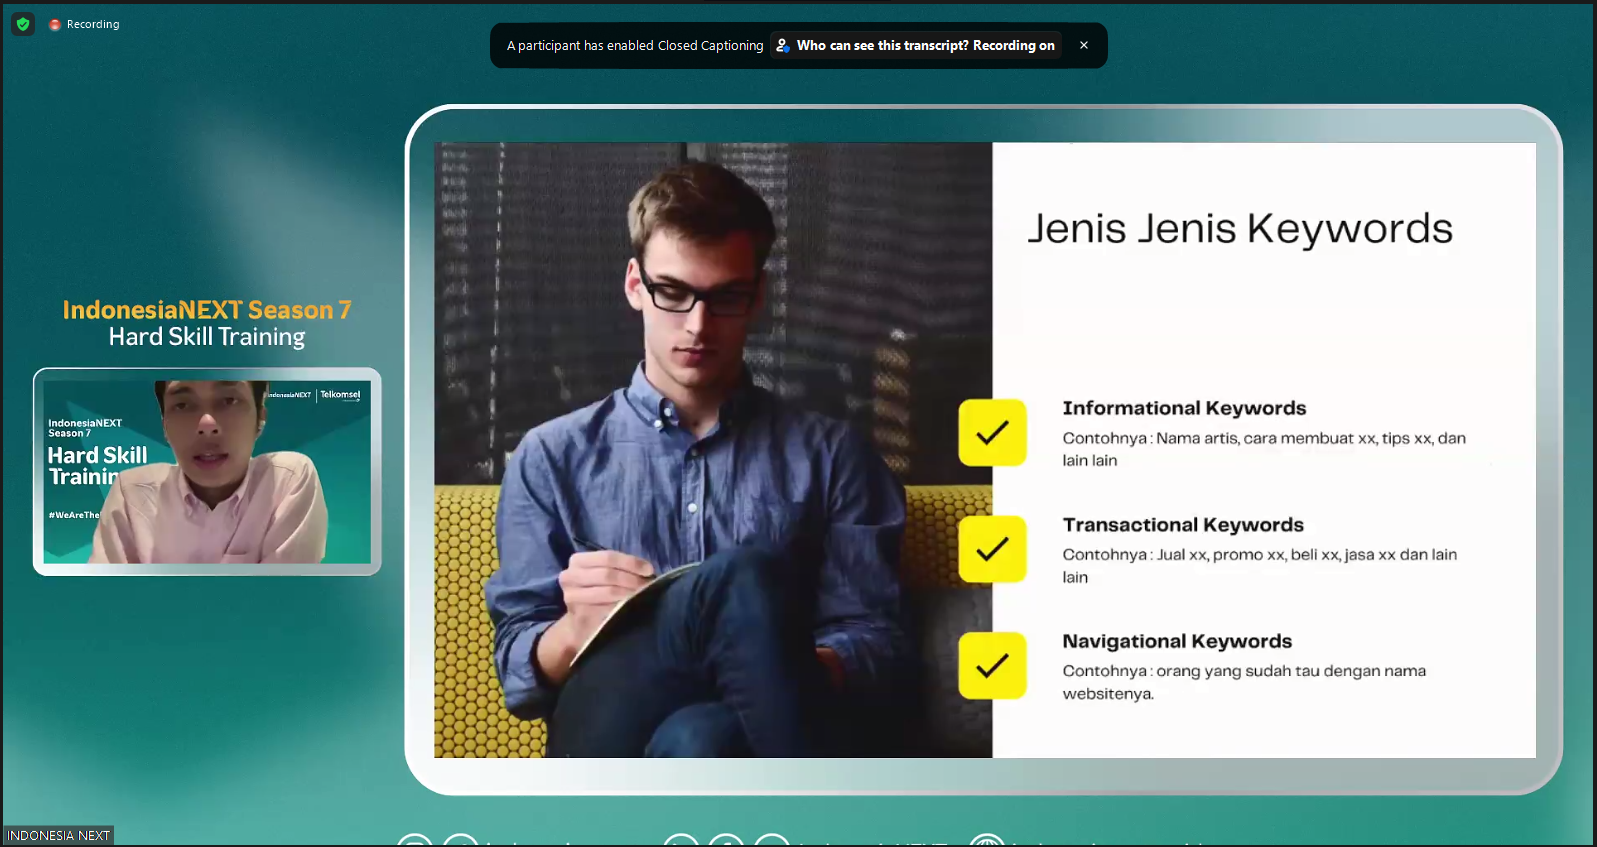 Recording
A participant has enabled Closed Captioning
Who can see this transcript? Recording on
IndonesiaNEXT Season 7
Hard Skill Training
IndonesiaNEXT
Telkomsel
IndonesiaNEXT
Season 7
Hard Skill
Trainin
#WeAreThe
Jenis Jenis Keywords
Informational Keywords
Contohnya : Nama artis, cara membuat xx, tips xx, dan
lain lain
Transactional Keywords
Contohnya : Jual xx, promo xx, beli xx, jasa xx dan lain
lain
Navigational Keywords
Contohnya : orang yang sudah tau dengan nama
websitenya.
INDONESIA NEXT